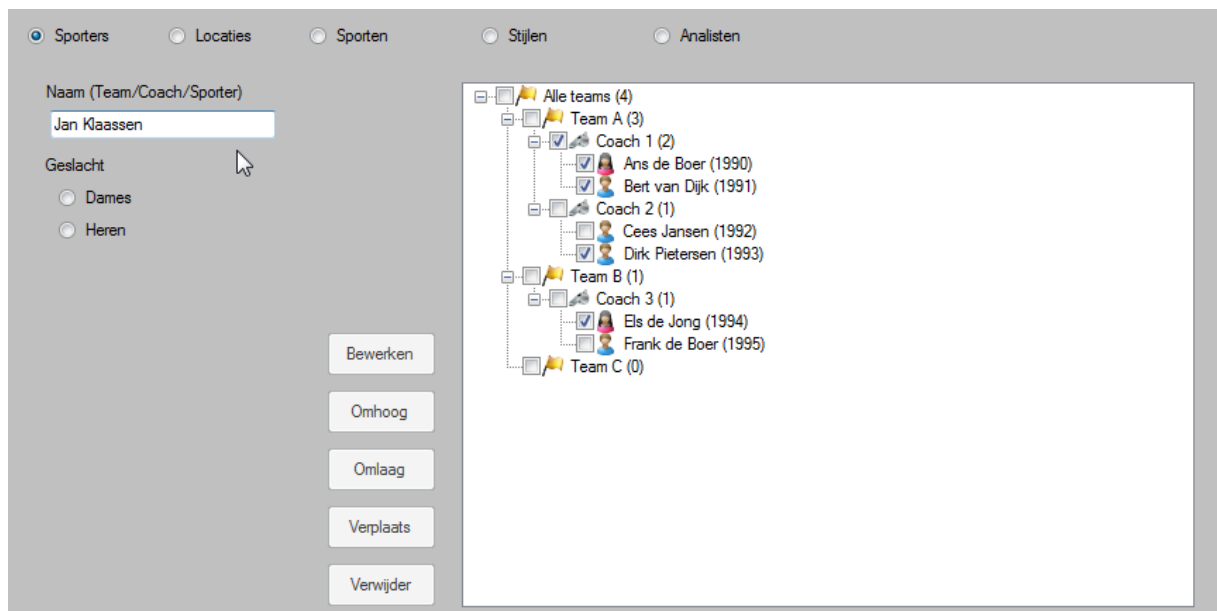 Sporters Locaties Sporten Stijlen Analisten
Naam (Team/Coach/Sporter)
Jan Klaassen
Geslacht
Dames
Heren
Bewerken
Omhoog
Omlaag
Verplaats
Verwijder
Alle teams (4)
Team A (3)
Coach 1 (2)
Ans de Boer (1990)
Bert van Dijk (1991)
Coach 2 (1)
Cees Jansen (1992)
Dirk Pietersen (1993)
Team B (1)
Coach 3 (1)
Els de Jong (1994)
Frank de Boer (1995)
Team C (0)